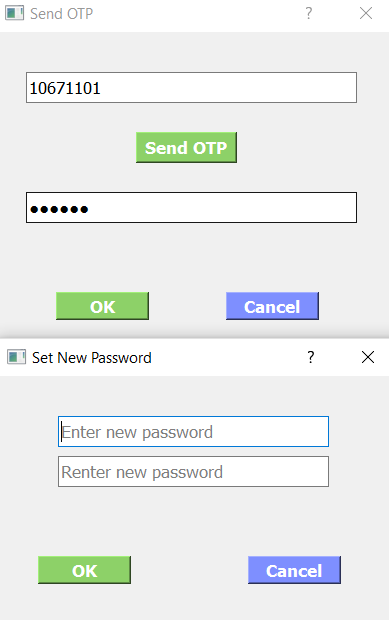 Send OTP
10671101
Send OTP
●●●●●●
OK Cancel
Set New Password
Enter new password
Renter new password
OK Cancel